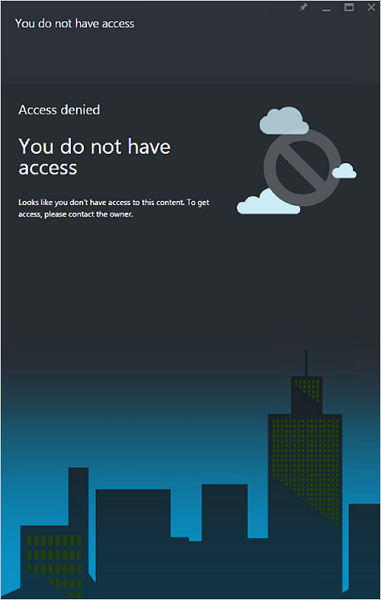 You do not have access
Access denied
You do not have
access
Looks like you don't have access to this content. To get
access, please contact the owner.